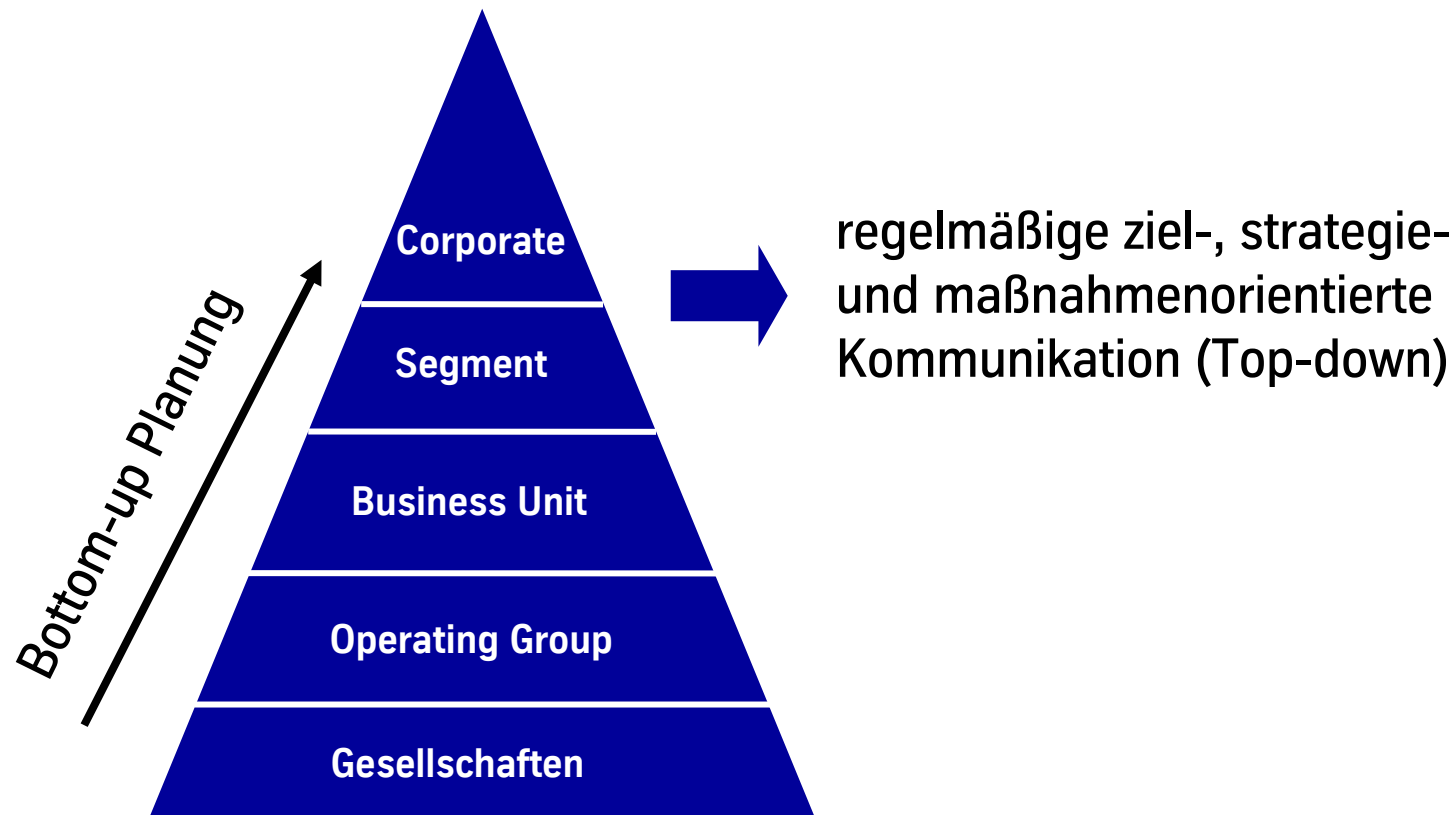 Corporate
Segment
Business Unit
Operating Group
Gesellschaften
Bottom-up Planung
regelmäßige ziel-, strategie-
und maßnahmenorientierte
Kommunikation (Top-down)